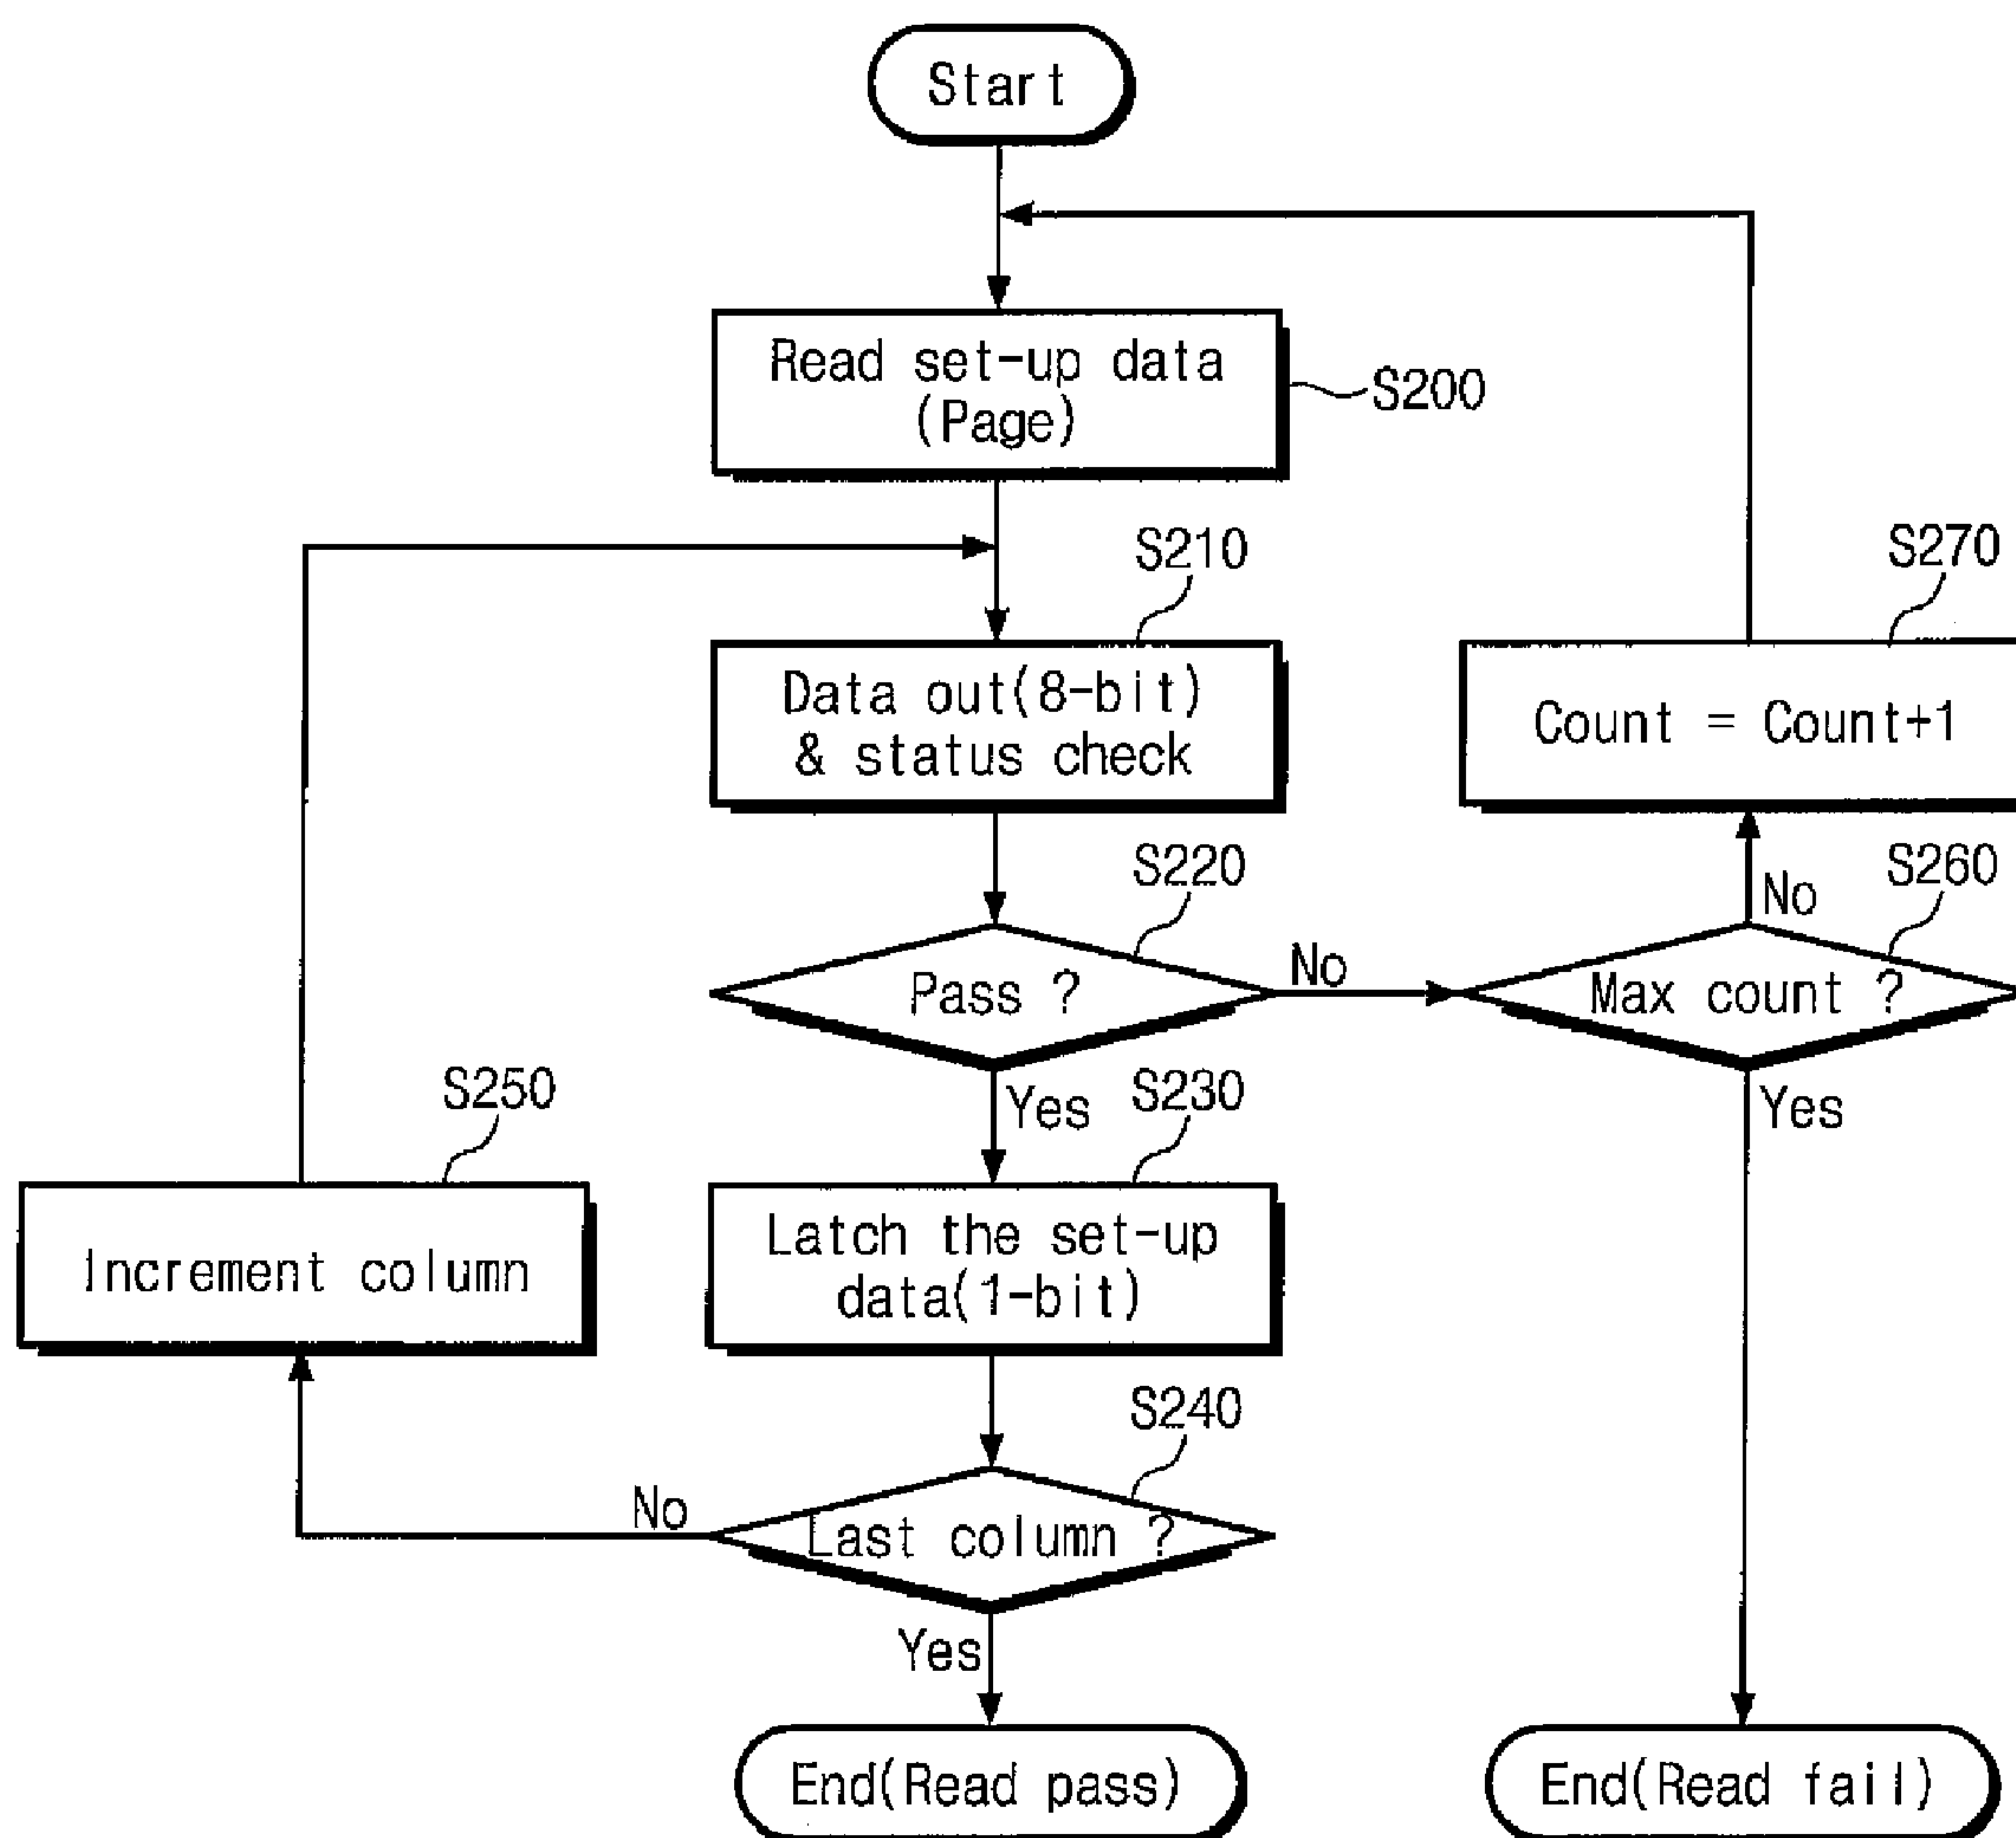 Start
Read set-up data
(Page)
S200
S210
S270
Data out(8-bit)
& status check
Count = Count+1
S220
S260
No
Pass ?
No
Max count ?
S250
Yes
S230
Yes
Increment column
Latch the set-up
data(1-bit)
S240
No
Last column ?
Yes
End(Read pass)
End(Read fail)